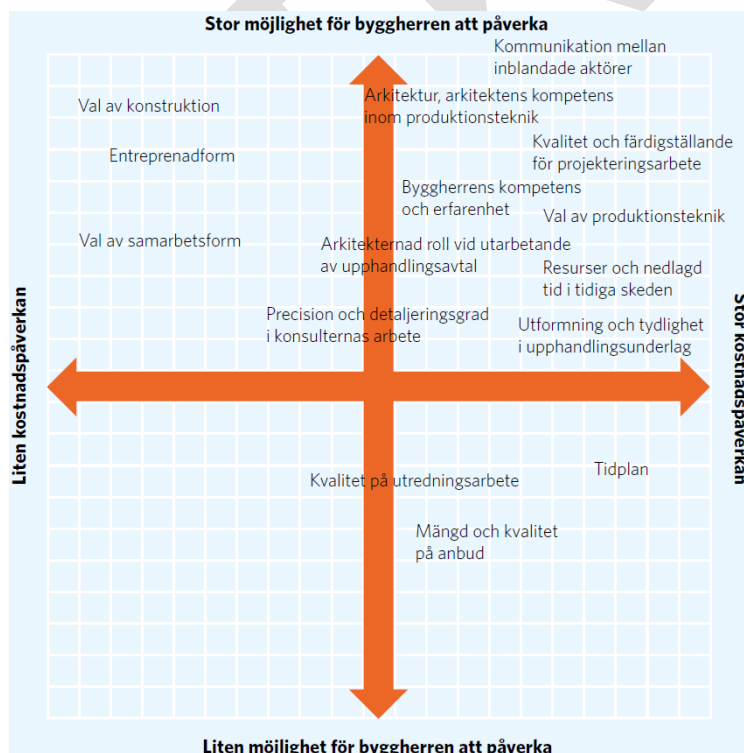 Stor möjlighet för byggherren att påverka
Kommunikation mellan
inblandade aktörer
Val av konstruktion
Arkitektur, arkitektens kompetens
inom produktionsteknik
Kvalitet och färdigställande
för projekteringsarbete
Entreprenadform
Byggherrens kompetens
och erfarenhet
Val av produktionsteknik
Val av samarbetsform
Arkitekternad roll vid utarbetande
av upphandlingsavtal
Resurser och nedlagd
tid i tidiga skeden
Precision och detaljeringsgrad
i konsulternas arbete
Utformning och tydlighet
i upphandlingsunderlag
Liten kostnadspåverkan
Stor kostnadspåverkan
Tidplan
Kvalitet på utredningsarbete
Mängd och kvalitet
på anbud
Liten möjlighet för byggherren att påverka